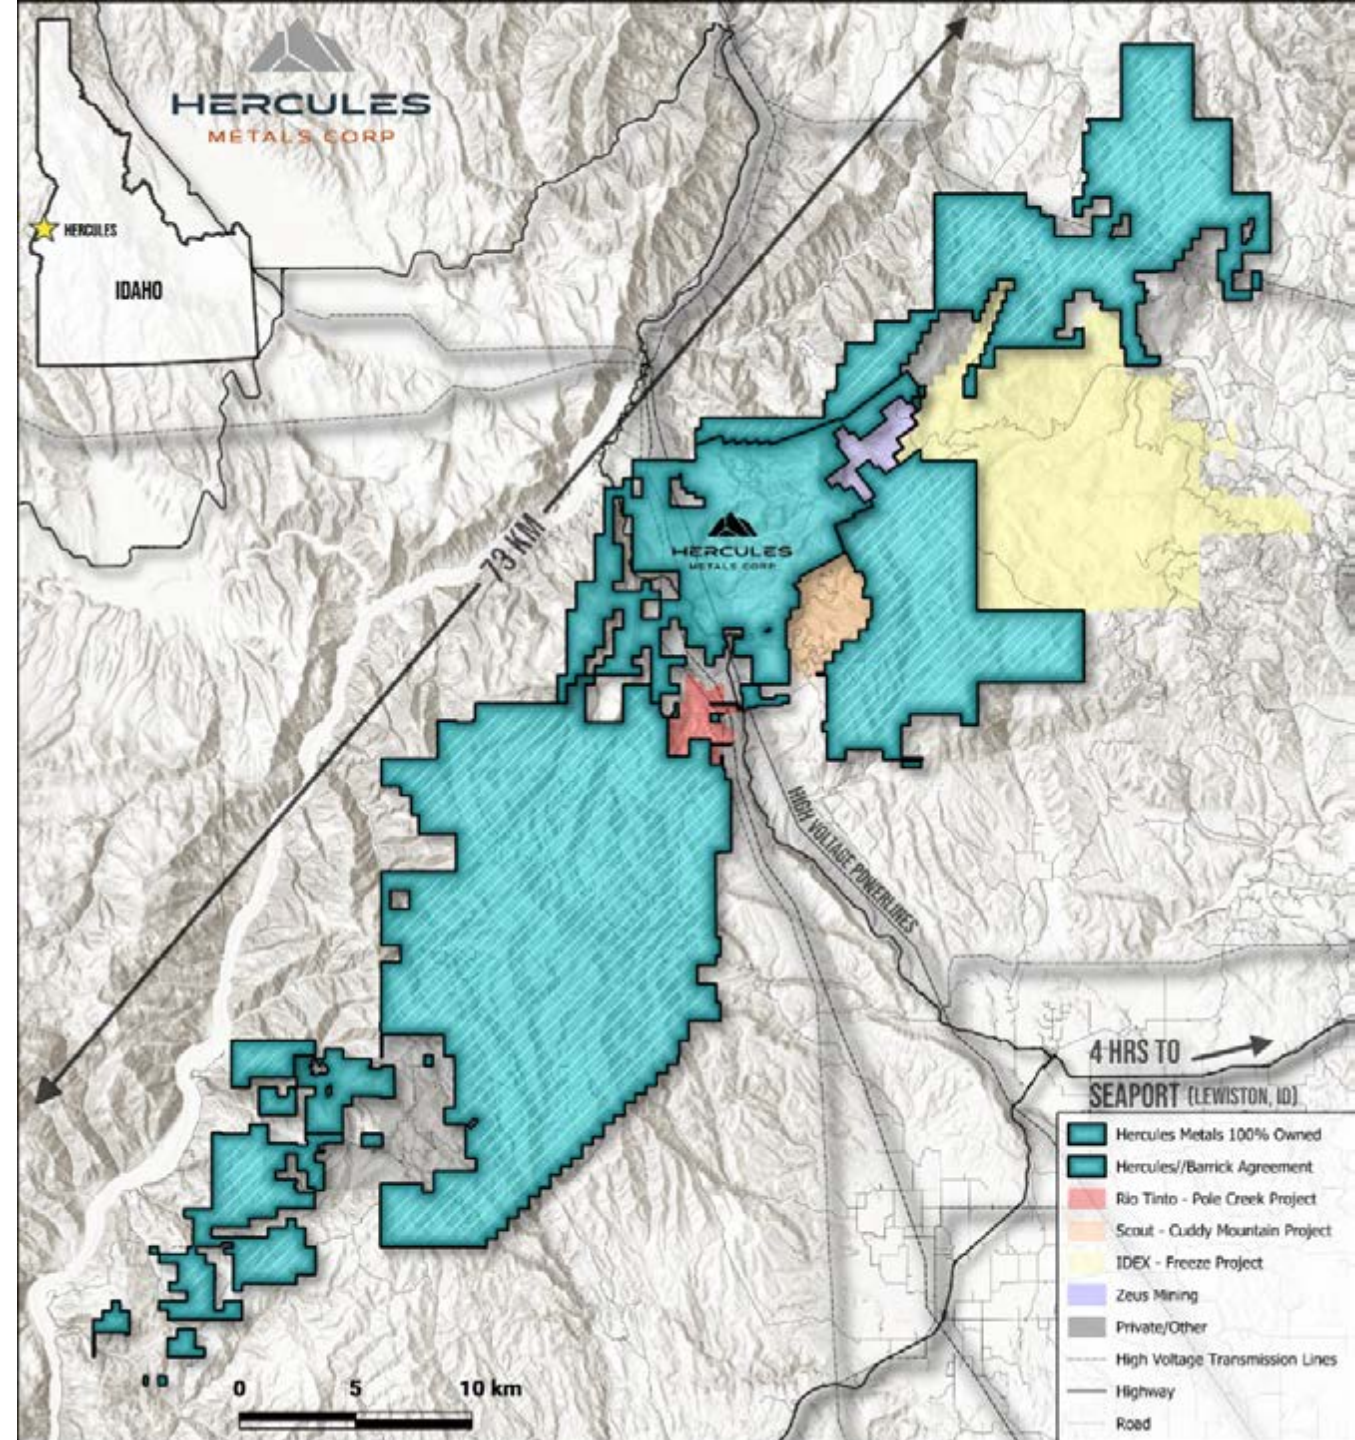 HERCULES
METALS CORP
HERCULES
IDAHO
73 KM
HERCULES
METALS CORP
HIGH VOLTAGE POWERLINES
4 HRS TO
SEAPORT (LEWISTON, ID)
Hercules Metals 100% Owned
Hercules//Barrick Agreement
Rio Tinto - Pole Creek Project
Scout - Cuddy Mountain Project
IDEX - Freeze Project
Zeus Mining
Private/Other
High Voltage Transmission Lines
Highway
Road
0 5 10 km